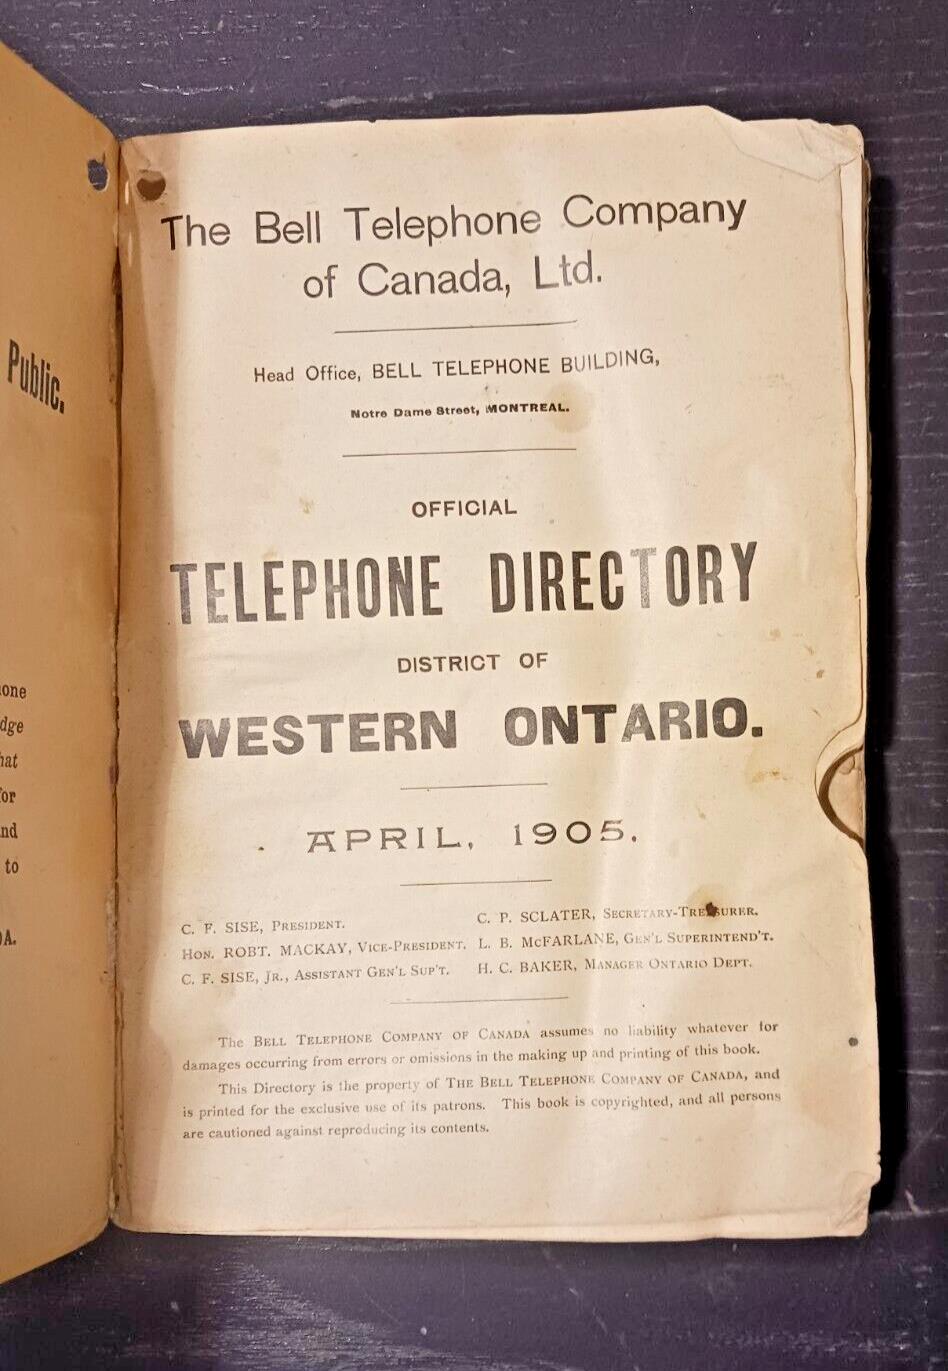 Public.
one
dge
hat
for
nd
to
DA.
The Bell Telephone Company
of Canada, Ltd.
Head Office, BELL TELEPHONE BUILDING,
Notre Dame Street, MONTREAL.
OFFICIAL
TELEPHONE DIRECTORY
DISTRICT OF
WESTERN ONTARIO.
APRIL, 1905.
C. F. SISE, PRESIDENT. C. P. SCLATER, SECRETARY-TREASURER.
HON. ROBT. MACKAY, VICE-PRESIDENT. L. B. McFARLANE, GEN'L SUPERINTEND'T.
C. F. SISE, JR., ASSISTANT GEN'L SUP'T. H. C. BAKER, MANAGER ONTARIO DEPT.
The BELL TELEPHONE COMPANY OF CANADA assumes no liability whatever for
damages occurring from errors or omissions in the making up and printing of this book.
This Directory is the property of THE BELL TELEPHONE COMPANY OF CANADA, and
is printed for the exclusive use of its patrons. This book is copyrighted, and all persons
are cautioned against reproducing its contents.